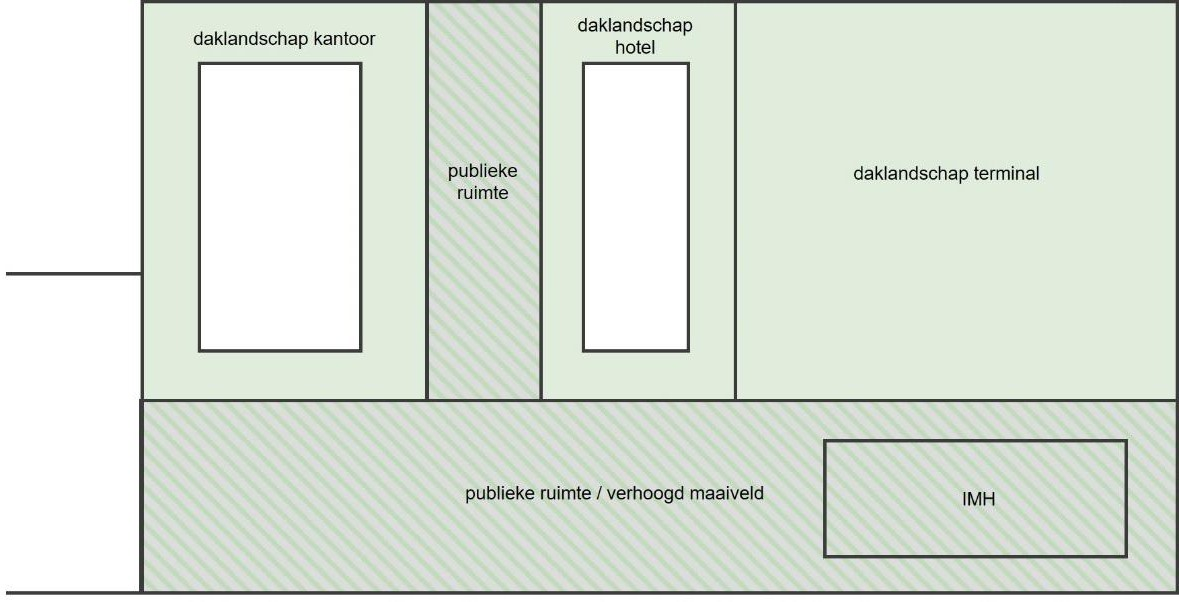 daklandschap kantoor
daklandschap
hotel
publieke
ruimte
daklandschap terminal
publieke ruimte / verhoogd maaiveld
IMH